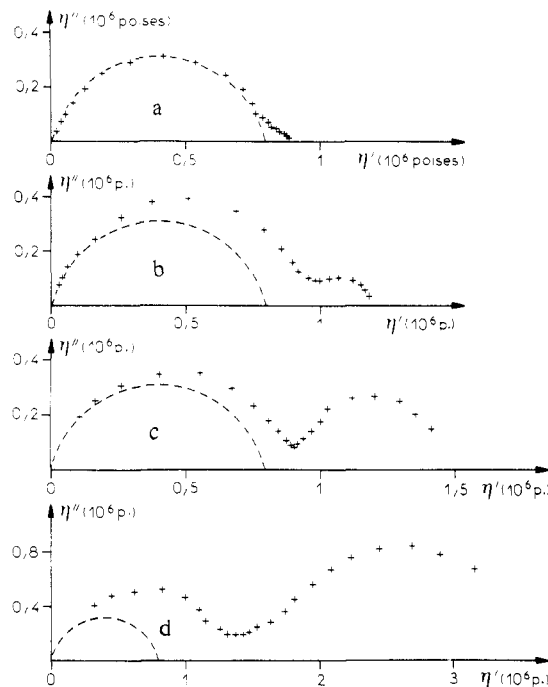 η″ (10⁶ poises)
0,4
0,2
a
0 0,5 1 η′ (10⁶ poises)
η″ (10⁶ p.)
0,4
0,2
b
0 0,5 1 η′ (10⁶ p.)
η″ (10⁶ p.)
0,4
0,2
c
0 0,5 1 1,5 η′ (10⁶ p.)
η″ (10⁶ p.)
0,8
0,4
d
0 1 2 3 η′ (10⁶ p.)